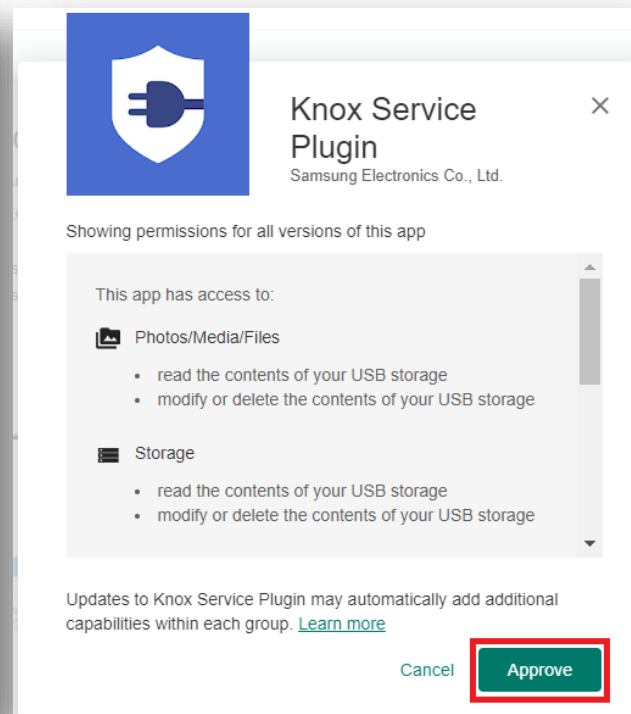 Knox Service
Plugin
Samsung Electronics Co., Ltd.
Showing permissions for all versions of this app
This app has access to:
Photos/Media/Files
• read the contents of your USB storage
• modify or delete the contents of your USB storage
Storage
• read the contents of your USB storage
• modify or delete the contents of your USB storage
Updates to Knox Service Plugin may automatically add additional
capabilities within each group. Learn more
Cancel Approve